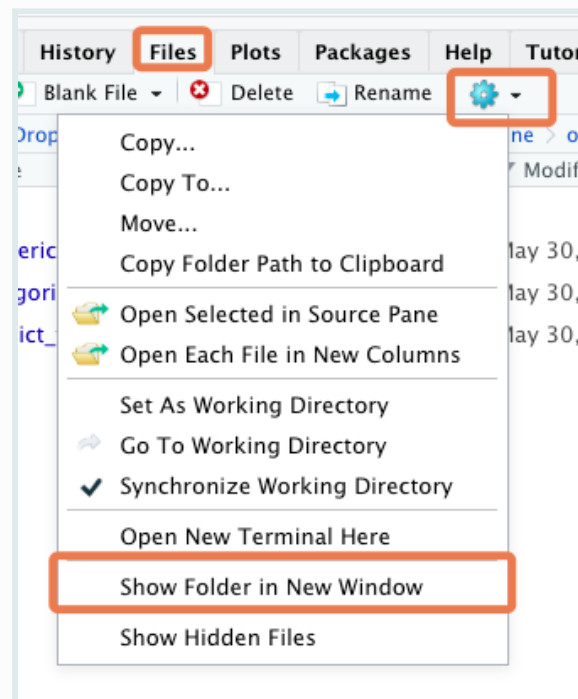 History Files Plots Packages Help Tutor
Blank File Delete Rename
Modif
Copy...
Copy To...
Move...
Copy Folder Path to Clipboard
Open Selected in Source Pane
Open Each File in New Columns
Set As Working Directory
Go To Working Directory
Synchronize Working Directory
Open New Terminal Here
Show Folder in New Window
Show Hidden Files